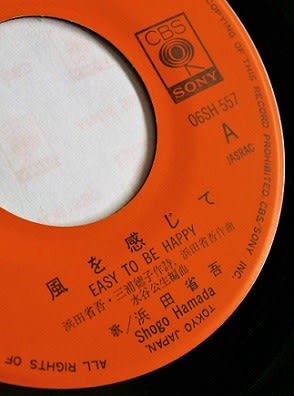 CBS
SONY
06SH 557
A
JASRAC
風を感じて
EASY TO BE HAPPY
浜田省吾・三浦徳子作詩、浜田省吾作曲
水谷公生編曲
歌/浜田省吾
Shogo Hamada
TOKYO JAPAN.
ALL RIGHTS OF
COPYING OF THIS RECORD PROHIBITED CBS・SONY INC.